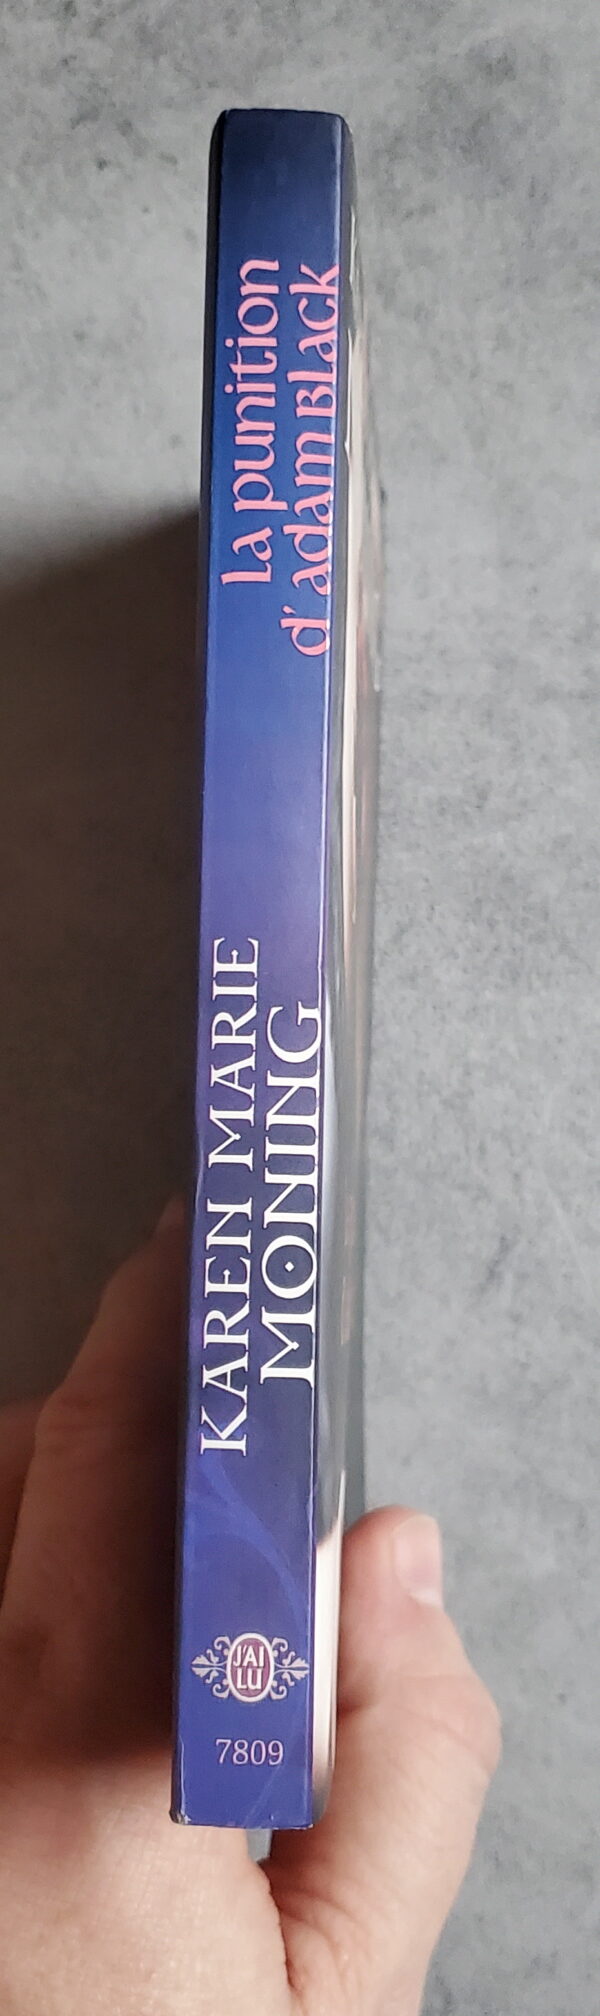 la punition
d'adam Black
KAREN MARIE
MONING
J'AI
LU
7809